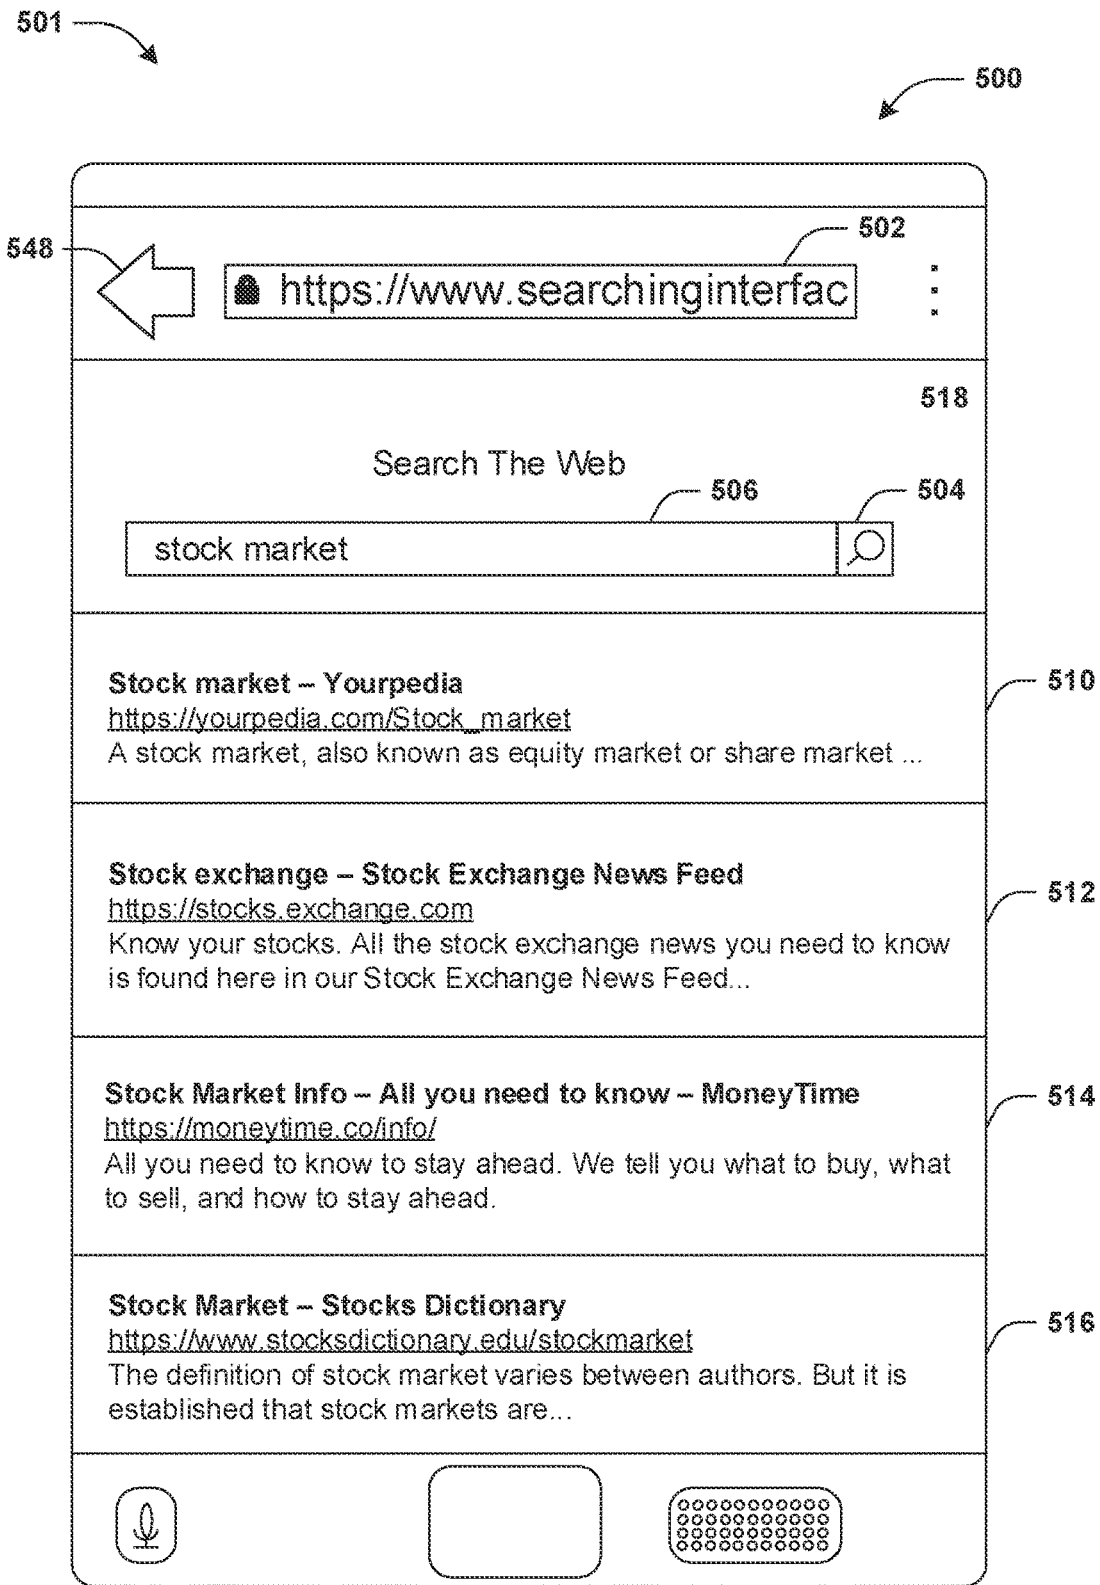 501
500
548
502
https://www.searchinginterfac
518
Search The Web
506
504
stock market
Stock market – Yourpedia
510
https://yourpedia.com/Stock_market
A stock market, also known as equity market or share market ...
Stock exchange – Stock Exchange News Feed
512
https://stocks.exchange.com
Know your stocks. All the stock exchange news you need to know
is found here in our Stock Exchange News Feed...
Stock Market Info – All you need to know – MoneyTime
514
https://moneytime.co/info/
All you need to know to stay ahead. We tell you what to buy, what
to sell, and how to stay ahead.
Stock Market – Stocks Dictionary
516
https://www.stocksdictionary.edu/stockmarket
The definition of stock market varies between authors. But it is
established that stock markets are...